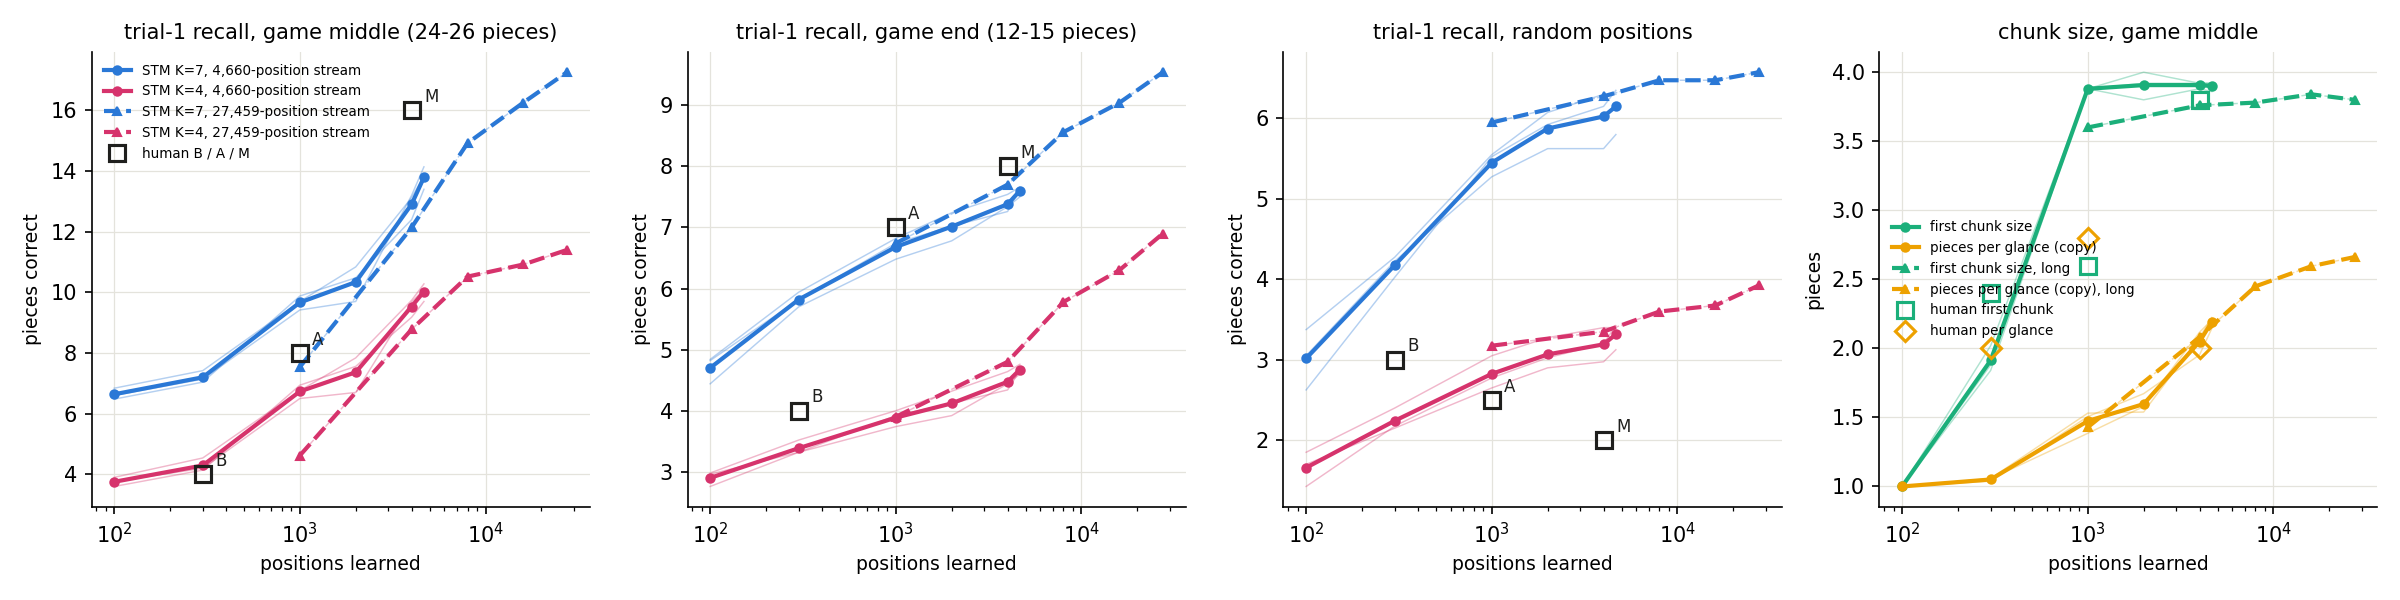 trial-1 recall, game middle (24-26 pieces)
pieces correct
16
14
12
10
8
6
4
STM K=7, 4,660-position stream
STM K=4, 4,660-position stream
STM K=7, 27,459-position stream
STM K=4, 27,459-position stream
human B / A / M
M
A
B
10²
10³
10⁴
positions learned
trial-1 recall, game end (12-15 pieces)
pieces correct
9
8
7
6
5
4
3
M
A
B
10²
10³
10⁴
positions learned
trial-1 recall, random positions
pieces correct
6
5
4
3
2
B
A
M
10²
10³
10⁴
positions learned
chunk size, game middle
pieces
4.0
3.5
3.0
2.5
2.0
1.5
1.0
first chunk size
pieces per glance (copy)
first chunk size, long
pieces per glance (copy), long
human first chunk
human per glance
10²
10³
10⁴
positions learned